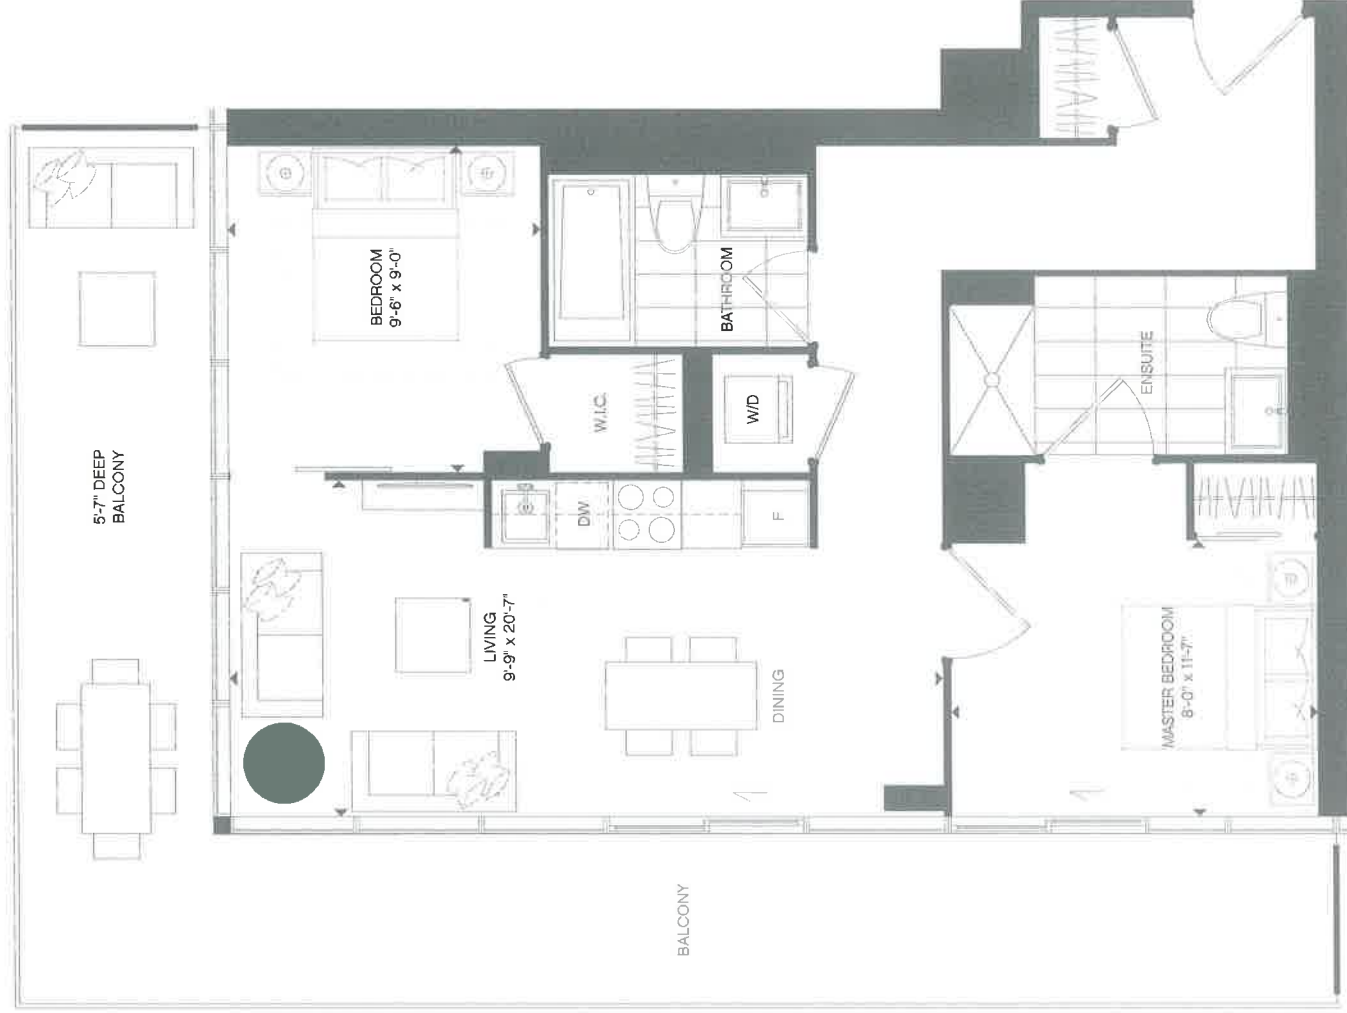 5'-7" DEEP
BALCONY
BEDROOM
9'-6" x 9'-0"
BATHROOM
W.I.C.
W/D
ENSUITE
DW
F
LIVING
9'-9" x 20'-7"
DINING
MASTER BEDROOM
8'-0" x 11'-7"
BALCONY